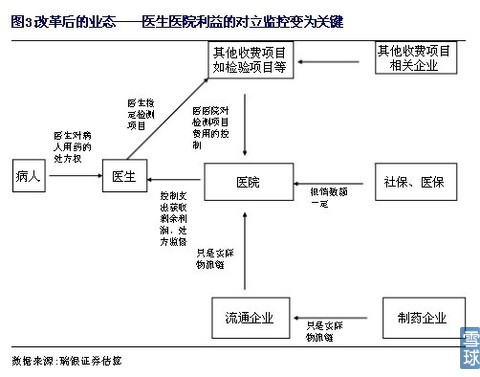 图3改革后的业态——医生医院利益的对立监控变为关键
其他收费项目
如检验项目等
其他收费项目
相关企业
医生指
定检测
项目
医医院对
检测项目
费用的控
制
医生对病
人用药的
处方权
病人
医生
医院
社保、医保
报销数额
一定
控制支
出获取
剩余利
润，处
方监督
只是实际
物流链
流通企业
只是实际
物流链
制药企业
数据来源：瑞银证券估算
雪
球